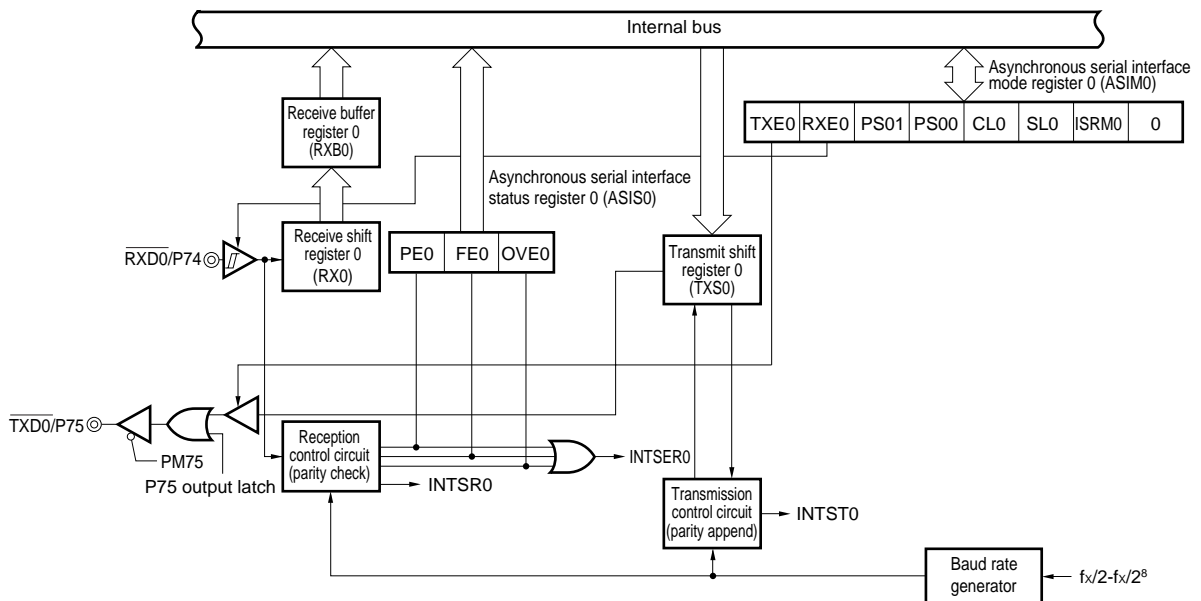 Internal bus
Asynchronous serial interface
mode register 0 (ASIM0)
Receive buffer
register 0
(RXB0)
TXE0 RXE0 PS01 PS00 CL0 SL0 ISRM0 0
Asynchronous serial interface
status register 0 (ASIS0)
RXD0/P74
Receive shift
register 0
(RX0)
PE0 FE0 OVE0
Transmit shift
register 0
(TXS0)
TXD0/P75
PM75
P75 output latch
Reception
control circuit
(parity check)
INTSER0
INTSR0
Transmission
control circuit
(parity append)
INTST0
Baud rate
generator
fX/2-fX/2⁸